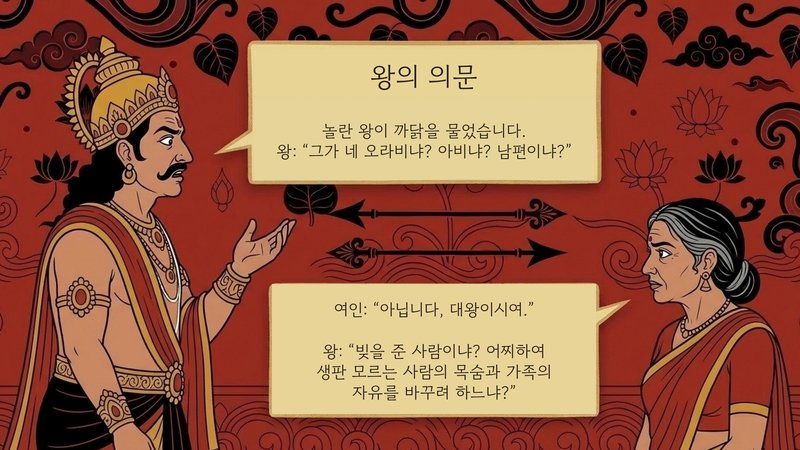 왕의 의문
놀란 왕이 까닭을 물었습니다.
왕: “그가 네 오라비냐? 아비냐? 남편이냐?”
여인: “아닙니다, 대왕이시여.”
왕: “빚을 준 사람이냐? 어찌하여
생판 모르는 사람의 목숨과 가족의
자유를 바꾸려 하느냐?”